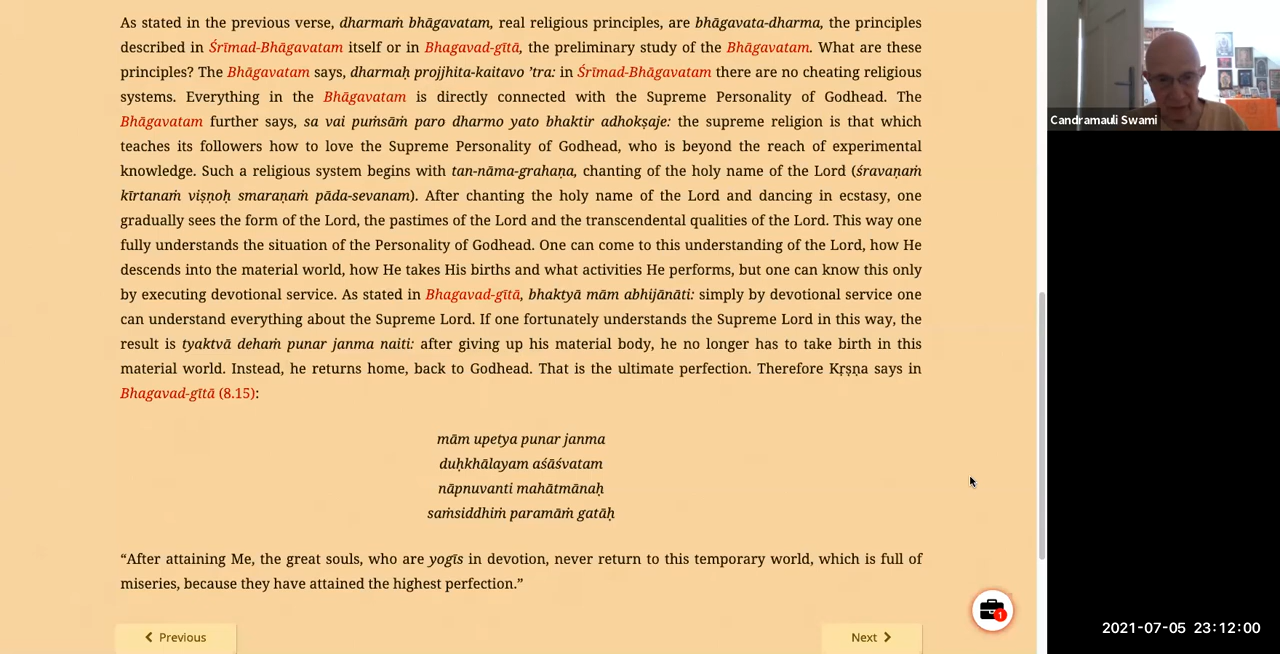 As stated in the previous verse, dharmaṁ bhāgavatam, real religious principles, are bhāgavata-dharma, the principles
described in Śrīmad-Bhāgavatam itself or in Bhagavad-gītā, the preliminary study of the Bhāgavatam. What are these
principles? The Bhāgavatam says, dharmaḥ projjhita-kaitavo ’tra: in Śrīmad-Bhāgavatam there are no cheating religious
systems. Everything in the Bhāgavatam is directly connected with the Supreme Personality of Godhead. The
Bhāgavatam further says, sa vai puṁsāṁ paro dharmo yato bhaktir adhokṣaje: the supreme religion is that which
teaches its followers how to love the Supreme Personality of Godhead, who is beyond the reach of experimental
knowledge. Such a religious system begins with tan-nāma-grahaṇa, chanting of the holy name of the Lord (śravaṇaṁ
kīrtanaṁ viṣṇoḥ smaraṇaṁ pāda-sevanam). After chanting the holy name of the Lord and dancing in ecstasy, one
gradually sees the form of the Lord, the pastimes of the Lord and the transcendental qualities of the Lord. This way one
fully understands the situation of the Personality of Godhead. One can come to this understanding of the Lord, how He
descends into the material world, how He takes His births and what activities He performs, but one can know this only
by executing devotional service. As stated in Bhagavad-gītā, bhaktyā mām abhijānāti: simply by devotional service one
can understand everything about the Supreme Lord. If one fortunately understands the Supreme Lord in this way, the
result is tyaktvā dehaṁ punar janma naiti: after giving up his material body, he no longer has to take birth in this
material world. Instead, he returns home, back to Godhead. That is the ultimate perfection. Therefore Kṛṣṇa says in
Bhagavad-gītā (8.15):
mām upetya punar janma
duḥkhālayam aśāśvatam
nāpnuvanti mahātmānaḥ
saṁsiddhiṁ paramāṁ gatāḥ
“After attaining Me, the great souls, who are yogīs in devotion, never return to this temporary world, which is full of
miseries, because they have attained the highest perfection.”
Previous
Next
1
Candramauli Swami
2021-07-05 23:12:00